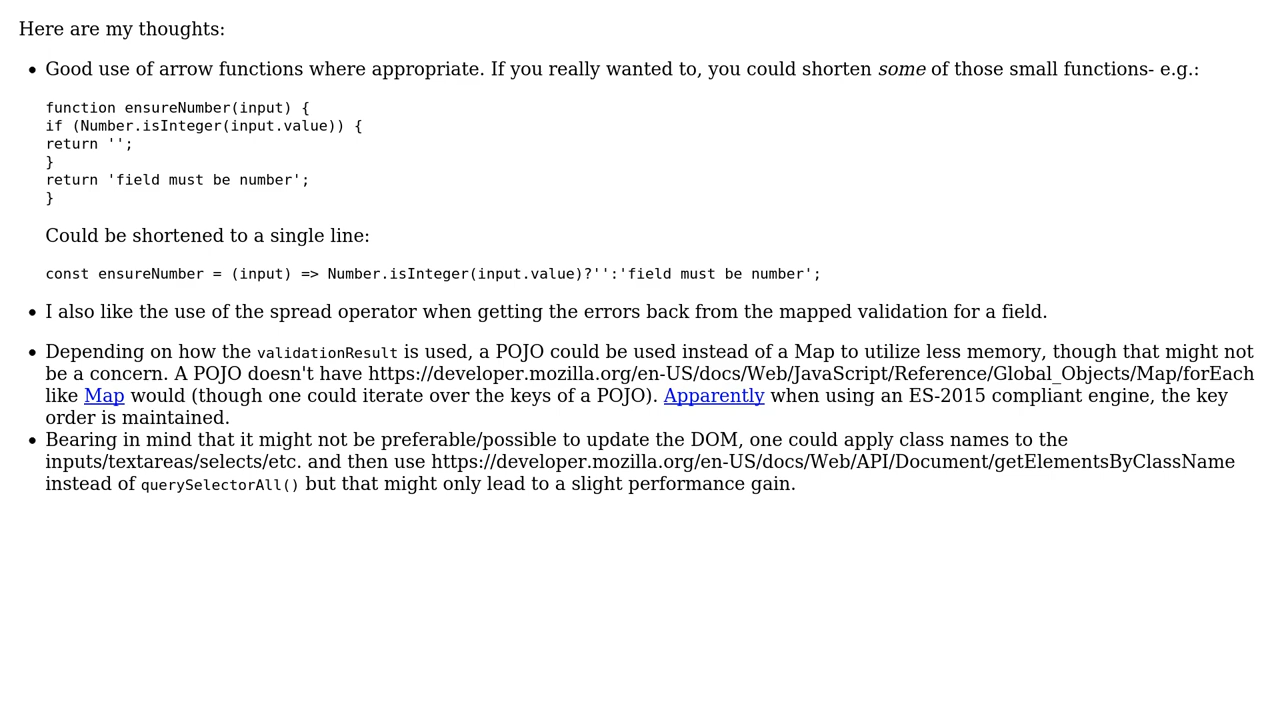 Here are my thoughts:
Good use of arrow functions where appropriate. If you really wanted to, you could shorten some of those small functions- e.g.:
function ensureNumber(input) {
if (Number.isInteger(input.value)) {
return '';
}
return 'field must be number';
}
Could be shortened to a single line:
const ensureNumber = (input) => Number.isInteger(input.value)?'':'field must be number';
I also like the use of the spread operator when getting the errors back from the mapped validation for a field.
Depending on how the validationResult is used, a POJO could be used instead of a Map to utilize less memory, though that might not
be a concern. A POJO doesn't have https://developer.mozilla.org/en-US/docs/Web/JavaScript/Reference/Global_Objects/Map/forEach
like Map would (though one could iterate over the keys of a POJO). Apparently when using an ES-2015 compliant engine, the key
order is maintained.
Bearing in mind that it might not be preferable/possible to update the DOM, one could apply class names to the
inputs/textareas/selects/etc. and then use https://developer.mozilla.org/en-US/docs/Web/API/Document/getElementsByClassName
instead of querySelectorAll() but that might only lead to a slight performance gain.